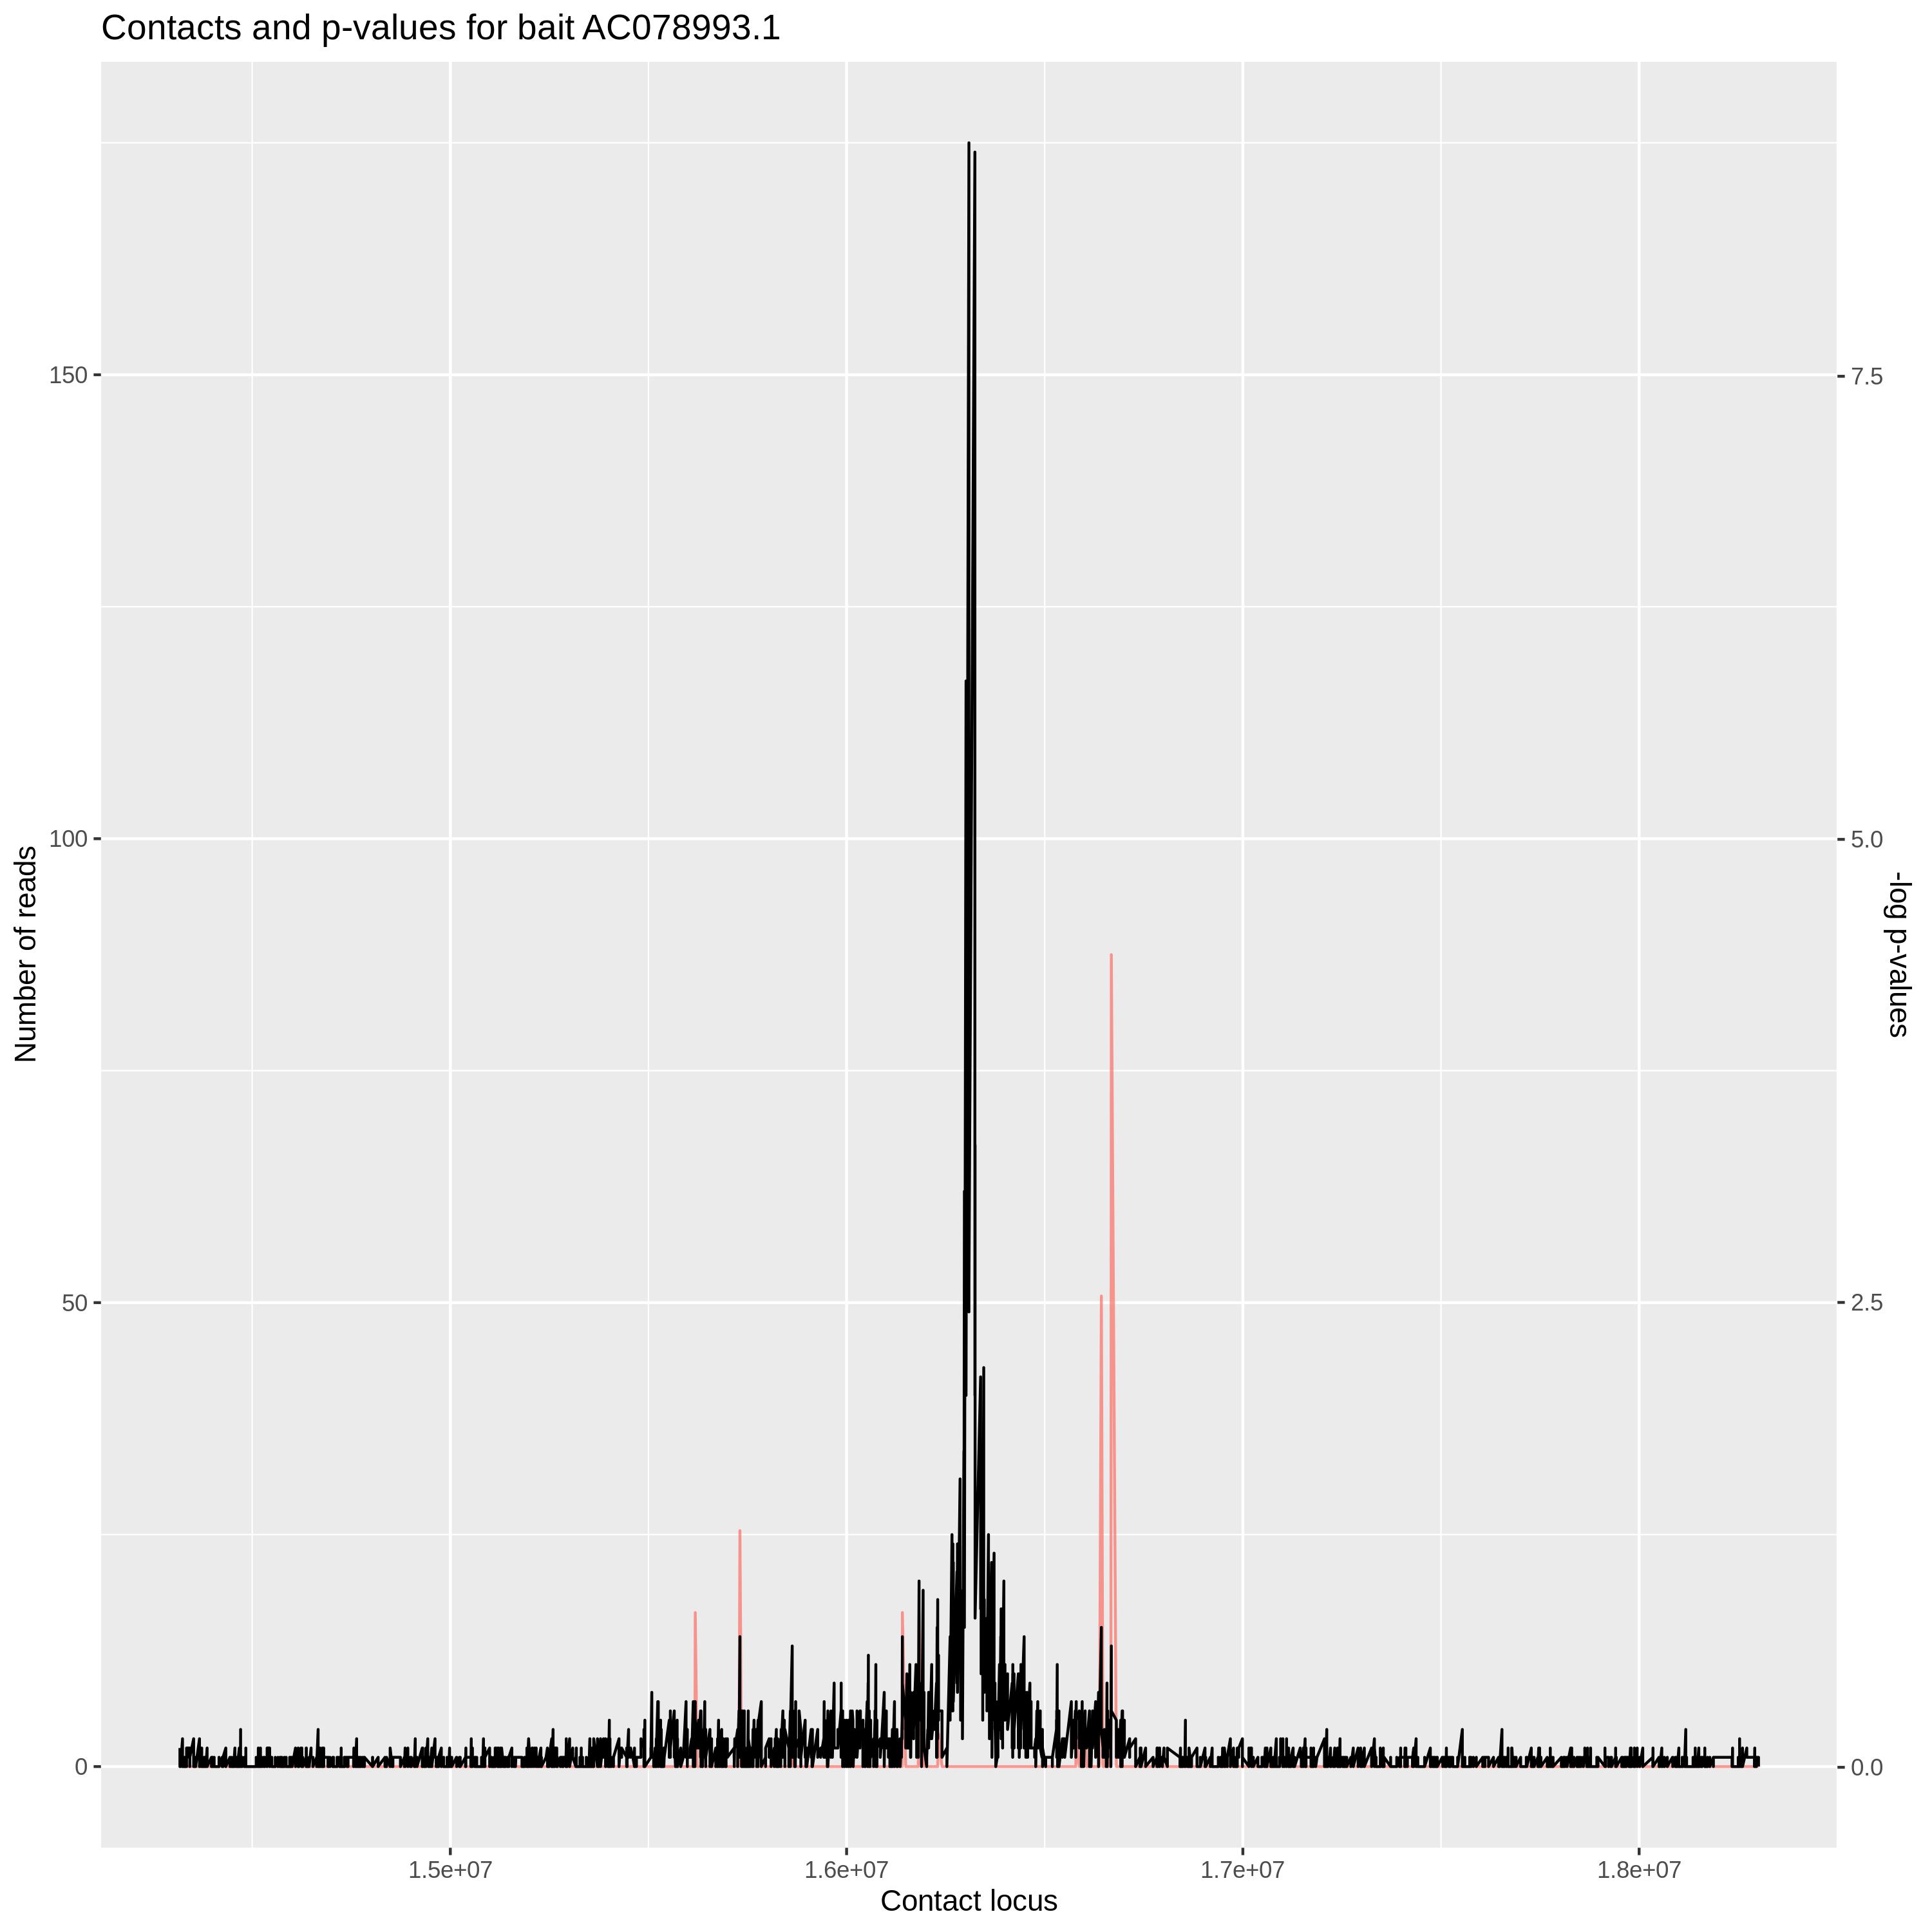 Contacts and p-values for bait AC078993.1
150
100
50
0
Number of reads
7.5
5.0
2.5
0.0
-log p-values
1.5e+07 1.6e+07 1.7e+07 1.8e+07
Contact locus